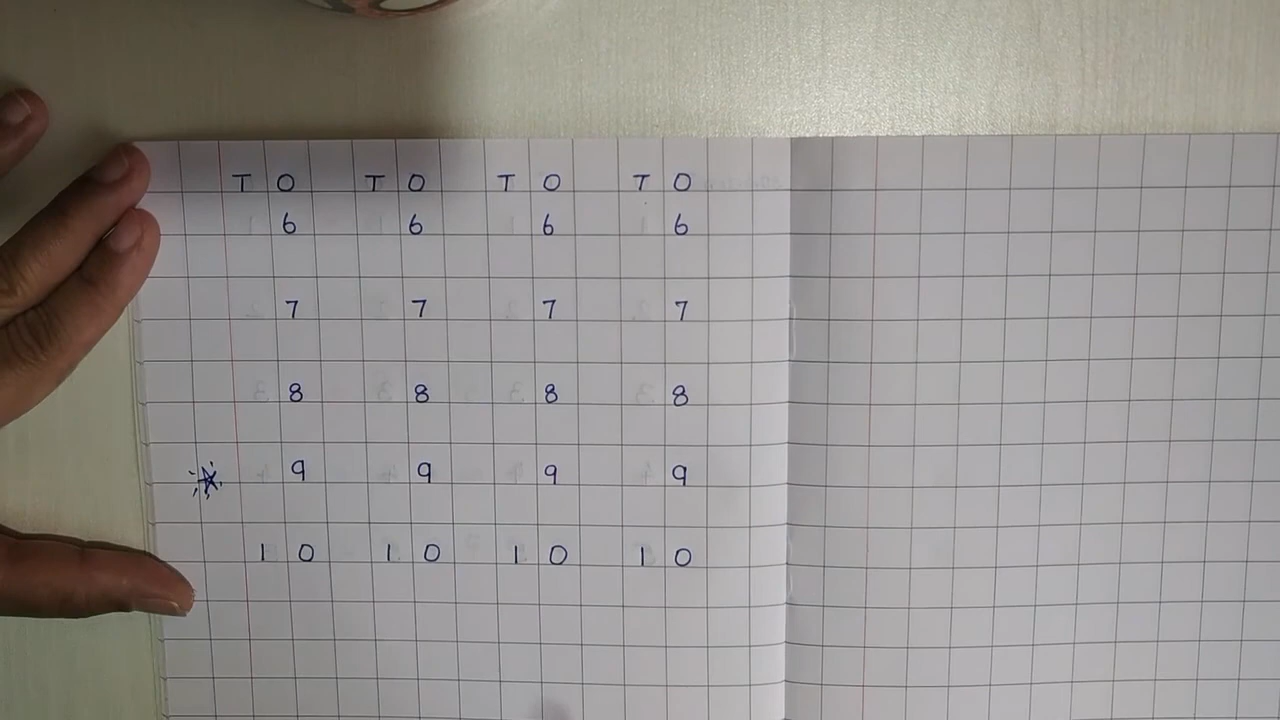 T O T O T O T O
6 6 6 6
7 7 7 7
8 8 8 8
9 9 9 9
1 0 1 0 1 0 1 0